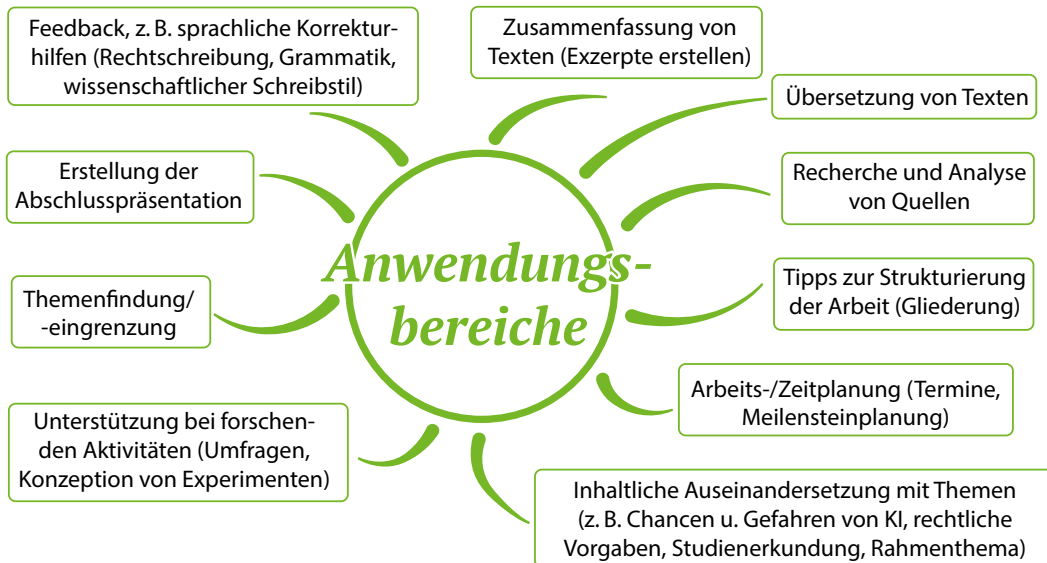 Feedback, z. B. sprachliche Korrektur-
hilfen (Rechtschreibung, Grammatik,
wissenschaftlicher Schreibstil)
Zusammenfassung von
Texten (Exzerpte erstellen)
Übersetzung von Texten
Erstellung der
Abschlusspräsentation
Recherche und Analyse
von Quellen
Anwendungs-
bereiche
Themenfindung/
-eingrenzung
Tipps zur Strukturierung
der Arbeit (Gliederung)
Arbeits-/Zeitplanung (Termine,
Meilensteinplanung)
Unterstützung bei forschen-
den Aktivitäten (Umfragen,
Konzeption von Experimenten)
Inhaltliche Auseinandersetzung mit Themen
(z. B. Chancen u. Gefahren von KI, rechtliche
Vorgaben, Studienerkundung, Rahmenthema)